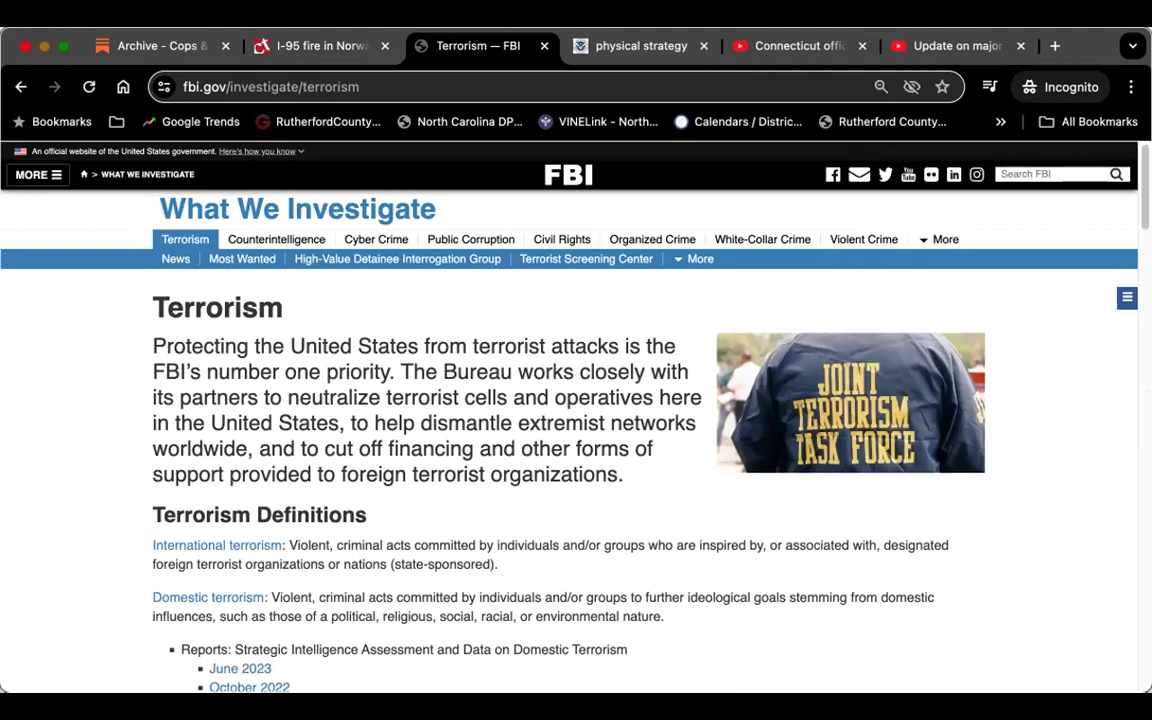 Archive - Cops &
I-95 fire in Norw
Terrorism — FBI
physical strategy
Connecticut offi
Update on major
fbi.gov/investigate/terrorism
Incognito
Bookmarks
Google Trends
RutherfordCounty...
North Carolina DP...
VINELink - North...
Calendars / Distric...
Rutherford County...
All Bookmarks
An official website of the United States government. Here's how you know
MORE
> WHAT WE INVESTIGATE
FBI
You Tube
Search FBI
What We Investigate
Terrorism
Counterintelligence
Cyber Crime
Public Corruption
Civil Rights
Organized Crime
White-Collar Crime
Violent Crime
More
News
Most Wanted
High-Value Detainee Interrogation Group
Terrorist Screening Center
More
Terrorism
Protecting the United States from terrorist attacks is the
FBI's number one priority. The Bureau works closely with
its partners to neutralize terrorist cells and operatives here
in the United States, to help dismantle extremist networks
worldwide, and to cut off financing and other forms of
support provided to foreign terrorist organizations.
JOINT
TERRORISM
TASK FORCE
Terrorism Definitions
International terrorism: Violent, criminal acts committed by individuals and/or groups who are inspired by, or associated with, designated
foreign terrorist organizations or nations (state-sponsored).
Domestic terrorism: Violent, criminal acts committed by individuals and/or groups to further ideological goals stemming from domestic
influences, such as those of a political, religious, social, racial, or environmental nature.
Reports: Strategic Intelligence Assessment and Data on Domestic Terrorism
June 2023
October 2022